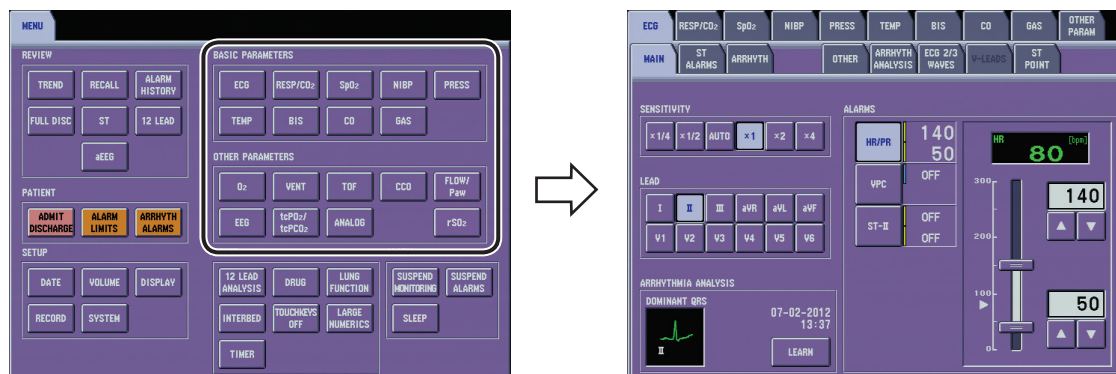 MENU
REVIEW
TREND
RECALL
ALARM
HISTORY
FULL DISC
ST
12 LEAD
aEEG
PATIENT
ADMIT
DISCHARGE
ALARM
LIMITS
ARRHYTH
ALARMS
SETUP
DATE
VOLUME
DISPLAY
RECORD
SYSTEM
BASIC PARAMETERS
ECG
RESP/CO₂
SpO₂
NIBP
PRESS
TEMP
BIS
CO
GAS
OTHER PARAMETERS
O₂
VENT
TOF
CCO
FLOW/
Paw
EEG
tcPO₂/
tcPCO₂
ANALOG
rSO₂
12 LEAD
ANALYSIS
DRUG
LUNG
FUNCTION
INTERBED
TOUCHKEYS
OFF
LARGE
NUMERICS
TIMER
SUSPEND
MONITORING
SUSPEND
ALARMS
SLEEP
ECG
RESP/CO₂
SpO₂
NIBP
PRESS
TEMP
BIS
CO
GAS
OTHER
PARAM
MAIN
ST
ALARMS
ARRHYTH
OTHER
ARRHYTH
ANALYSIS
ECG 2/3
WAVES
V-LEADS
ST
POINT
SENSITIVITY
×1/4
×1/2
AUTO
×1
×2
×4
LEAD
I
II
III
aVR
aVL
aVF
V1
V2
V3
V4
V5
V6
ARRHYTHMIA ANALYSIS
DOMINANT QRS
II
07-02-2012
13:37
LEARN
ALARMS
HR/PR
140
50
VPC
OFF
ST-II
OFF
OFF
HR
[bpm]
80
300
200
100
0
140
50